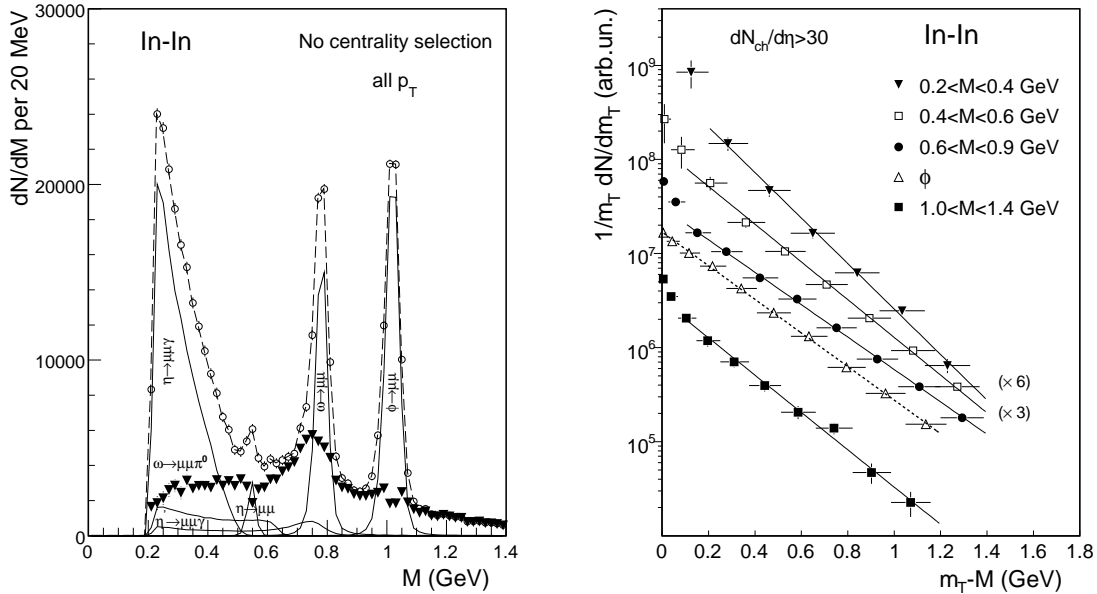 30000
In-In
No centrality selection
all p_T
dN/dM per 20 MeV
20000
10000
0
η→μμγ
ω→μμπ⁰
η→μμγ
η→μμ
ω→μμ
φ→μμ
0 0.2 0.4 0.6 0.8 1 1.2 1.4
M (GeV)
dN_ch/dη>30
In-In
1/m_T dN/dm_T (arb.un.)
10⁹
10⁸
10⁷
10⁶
10⁵
0.2<M<0.4 GeV
0.4<M<0.6 GeV
0.6<M<0.9 GeV
ϕ
1.0<M<1.4 GeV
(× 6)
(× 3)
0 0.2 0.4 0.6 0.8 1 1.2 1.4 1.6 1.8
m_T-M (GeV)